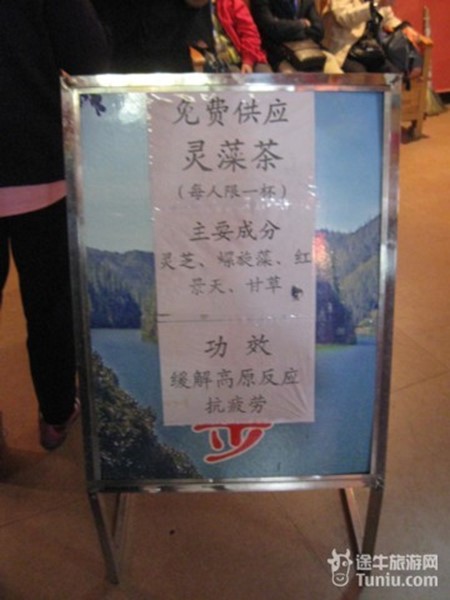 免费供应
灵藻茶
（每人限一杯）
主要成分
灵芝、螺旋藻、红
景天、甘草
功 效
缓解高原反应
抗疲劳
途牛旅游网
Tuniu.com